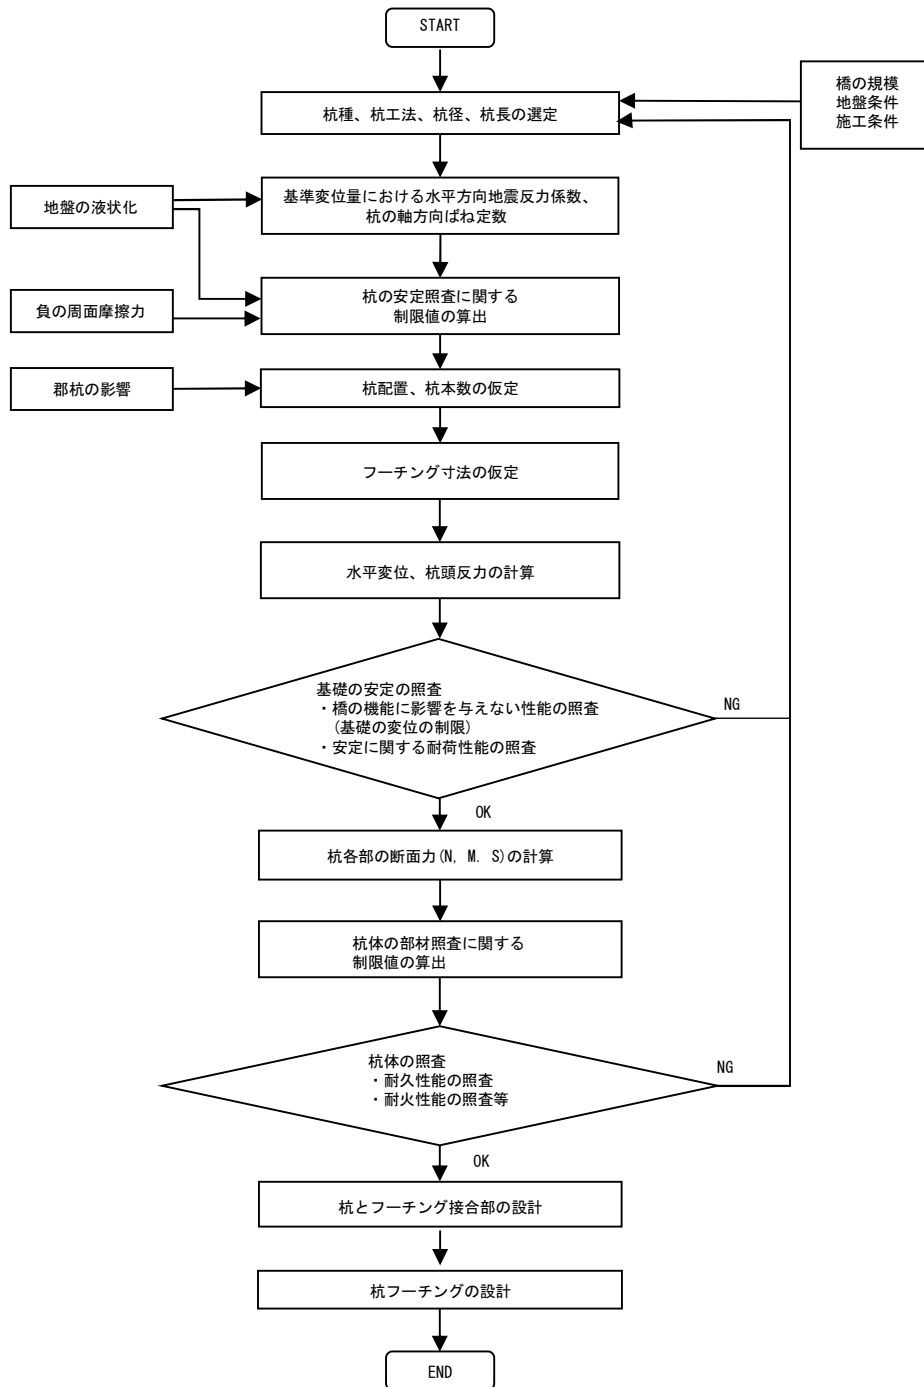 START
橋の規模
地盤条件
施工条件
杭種、杭工法、杭径、杭長の選定
地盤の液状化
基準変位量における水平方向地震反力係数、
杭の軸方向ばね定数
負の周面摩擦力
杭の安定照査に関する
制限値の算出
郡杭の影響
杭配置、杭本数の仮定
フーチング寸法の仮定
水平変位、杭頭反力の計算
基礎の安定の照査
・橋の機能に影響を与えない性能の照査
(基礎の変位の制限)
・安定に関する耐荷性能の照査
NG
OK
杭各部の断面力(N, M. S)の計算
杭体の部材照査に関する
制限値の算出
杭体の照査
・耐久性能の照査
・耐火性能の照査等
NG
OK
杭とフーチング接合部の設計
杭フーチングの設計
END